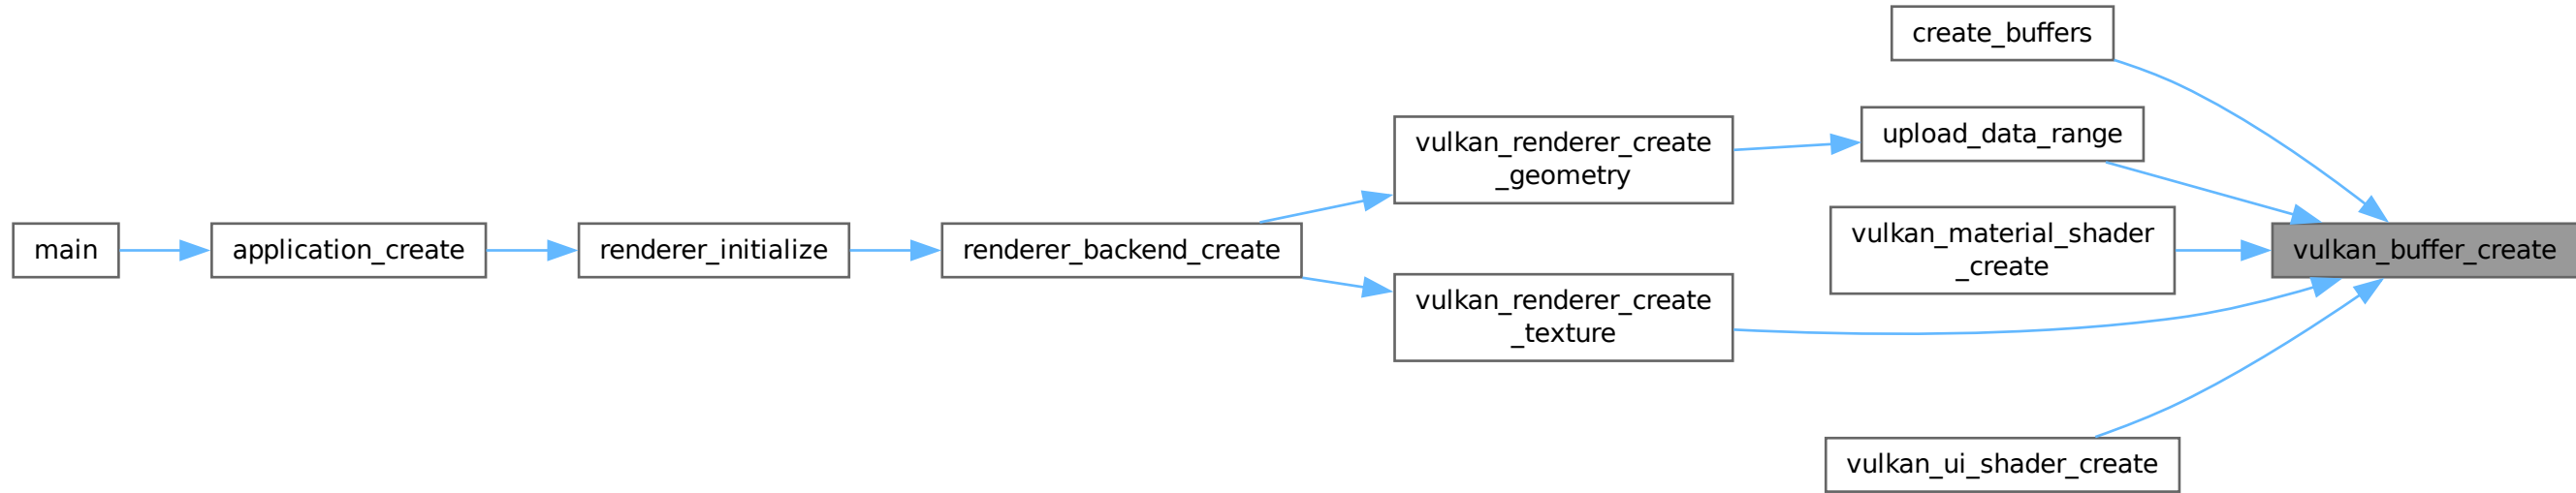 create_buffers
upload_data_range
vulkan_renderer_create
_geometry
vulkan_material_shader
_create
main
application_create
renderer_initialize
renderer_backend_create
vulkan_buffer_create
vulkan_renderer_create
_texture
vulkan_ui_shader_create